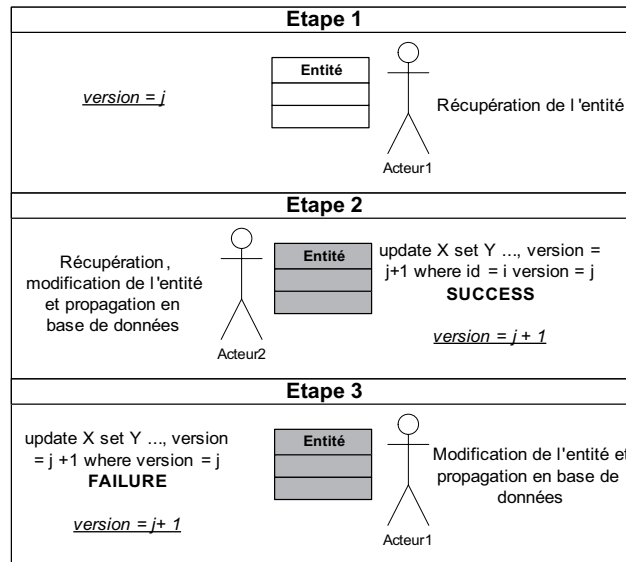 Etape 1
version = j
Entité
Récupération de l'entité
Acteur1
Etape 2
Récupération,
modification de l'entité
et propagation en
base de données
Acteur2
Entité
update X set Y ..., version =
j+1 where id = i version = j
SUCCESS
version = j + 1
Etape 3
update X set Y ..., version
= j +1 where version = j
FAILURE
version = j+ 1
Entité
Acteur1
Modification de l'entité et
propagation en base de
données